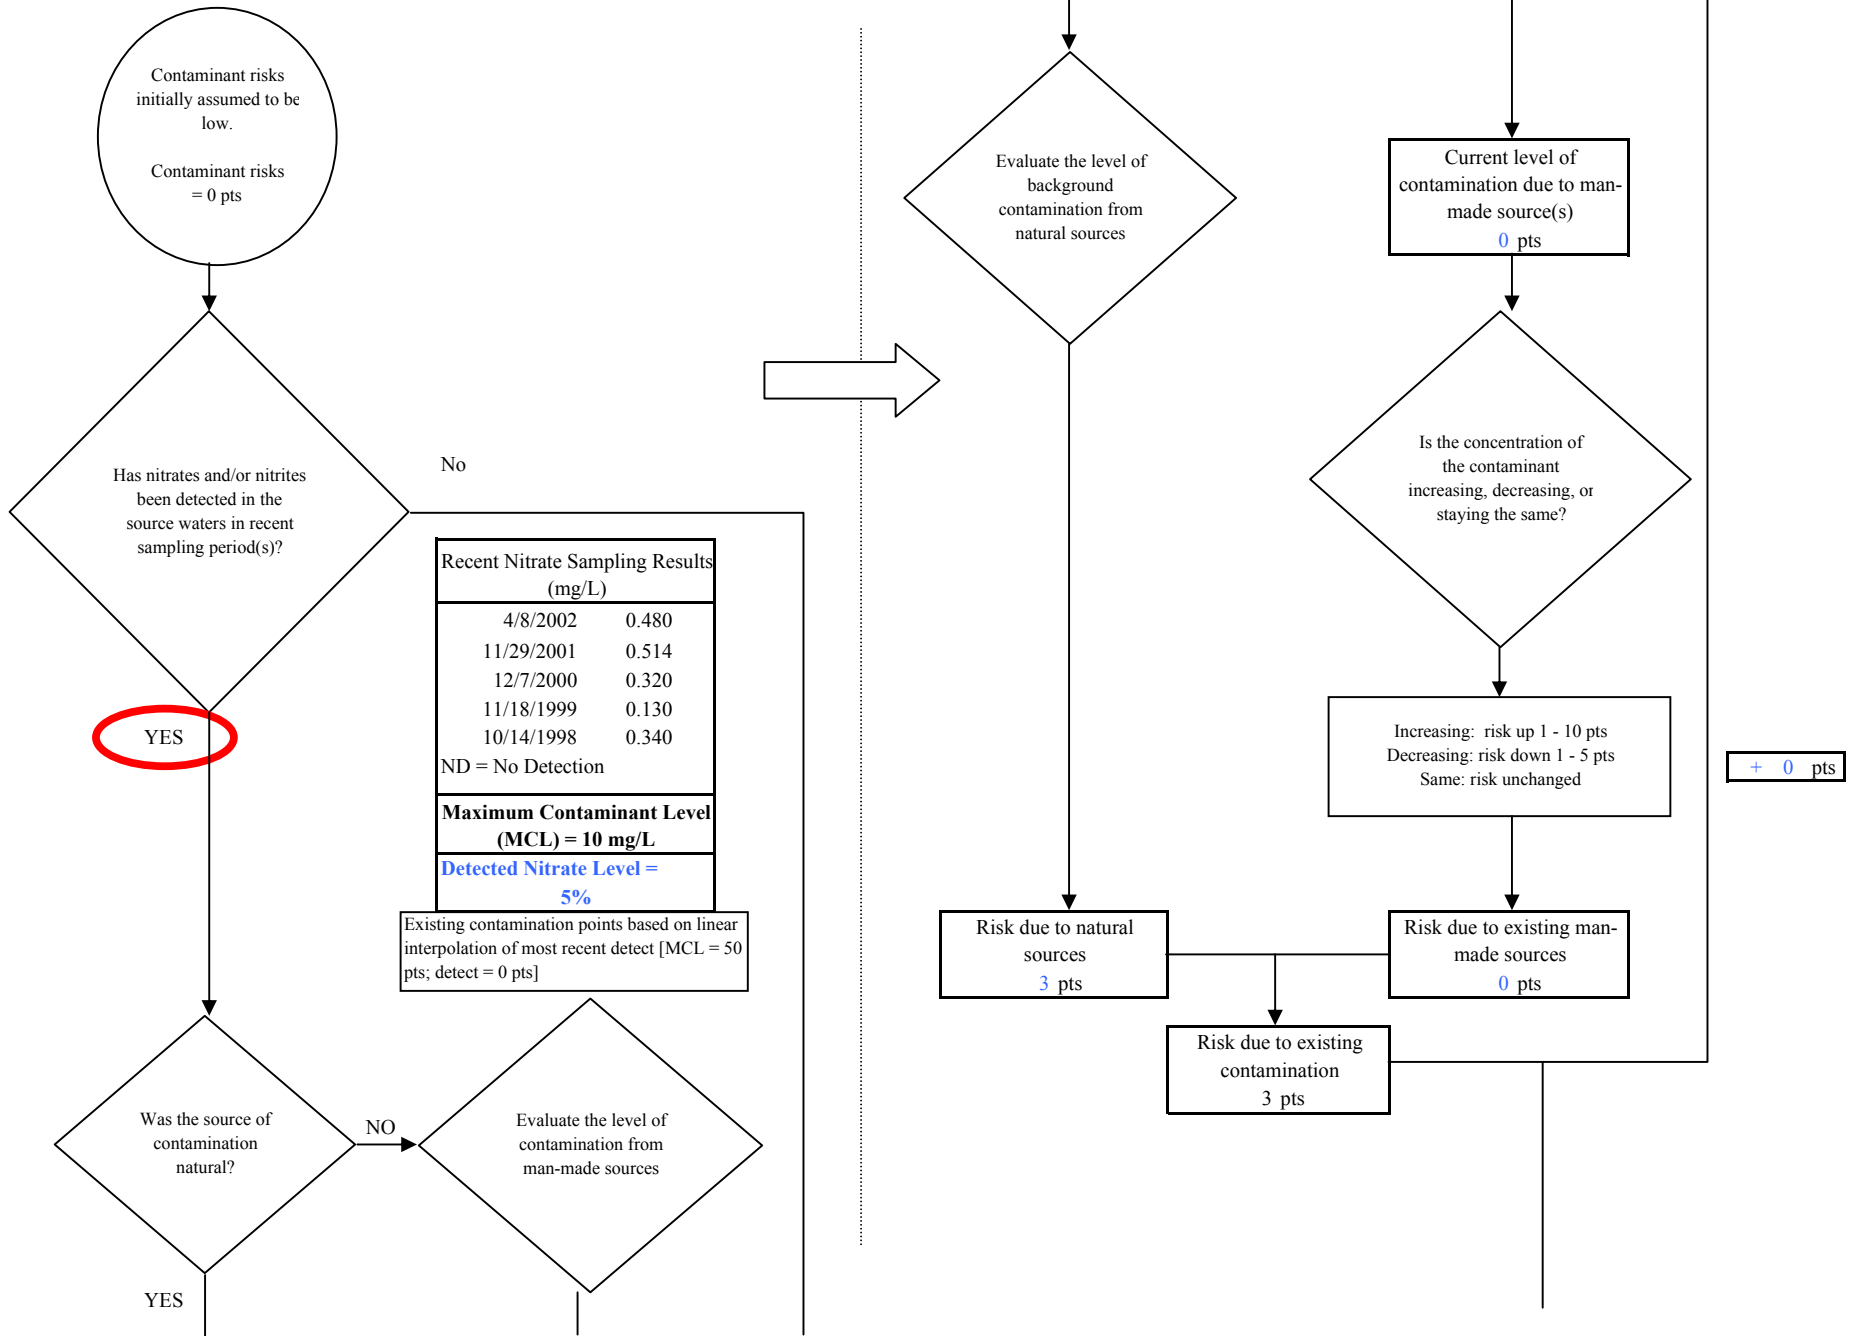 Contaminant risks
initially assumed to be
low.
Contaminant risks
= 0 pts
Has nitrates and/or nitrites
been detected in the
source waters in recent
sampling period(s)?
No
YES
Recent Nitrate Sampling Results
(mg/L)
4/8/2002 0.480
11/29/2001 0.514
12/7/2000 0.320
11/18/1999 0.130
10/14/1998 0.340
ND = No Detection
Maximum Contaminant Level
(MCL) = 10 mg/L
Detected Nitrate Level =
5%
Existing contamination points based on linear
interpolation of most recent detect [MCL = 50
pts; detect = 0 pts]
Was the source of
contamination
natural?
NO
YES
Evaluate the level of
contamination from
man-made sources
Evaluate the level of
background
contamination from
natural sources
Current level of
contamination due to man-
made source(s)
0 pts
Is the concentration of
the contaminant
increasing, decreasing, or
staying the same?
Increasing: risk up 1 - 10 pts
Decreasing: risk down 1 - 5 pts
Same: risk unchanged
+ 0 pts
Risk due to natural
sources
3 pts
Risk due to existing man-
made sources
0 pts
Risk due to existing
contamination
3 pts